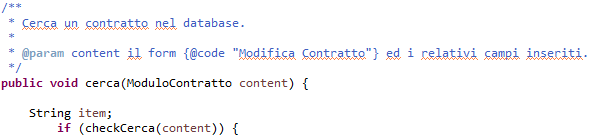 /**
 * Cerca un contratto nel database.
 *
 * @param content il form {@code "Modifica Contratto"} ed i relativi campi inseriti.
 */
public void cerca(ModuloContratto content) {

    String item;
        if (checkCerca(content)) {